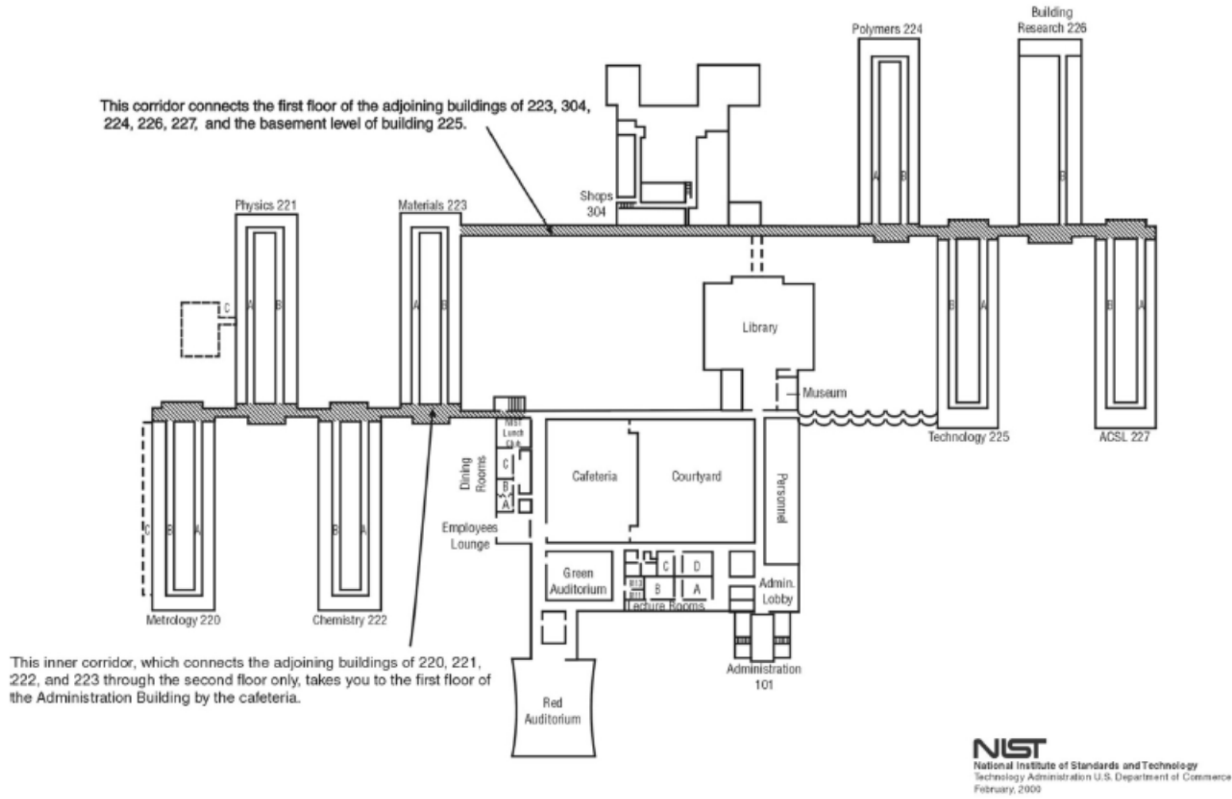 Building
Research 226
Polymers 224
This corridor connects the first floor of the adjoining buildings of 223, 304,
224, 226, 227, and the basement level of building 225.
Shops
304
A
B
B
Physics 221
Materials 223
A
B
A
B
C
B
A
B
A
Library
Museum
Technology 225
ACSL 227
NIST
Lunch
Club
Dining
Rooms
C
B
A
Cafeteria
Courtyard
Personnel
C
B
A
B
A
Employees
Lounge
Green
Auditorium
C
D
B
A
Lecture Rooms
Admin.
Lobby
Metrology 220
Chemistry 222
This inner corridor, which connects the adjoining buildings of 220, 221,
222, and 223 through the second floor only, takes you to the first floor of
the Administration Building by the cafeteria.
Administration
101
Red
Auditorium
NIST
National Institute of Standards and Technology
Technology Administration U.S. Department of Commerce
February, 2000